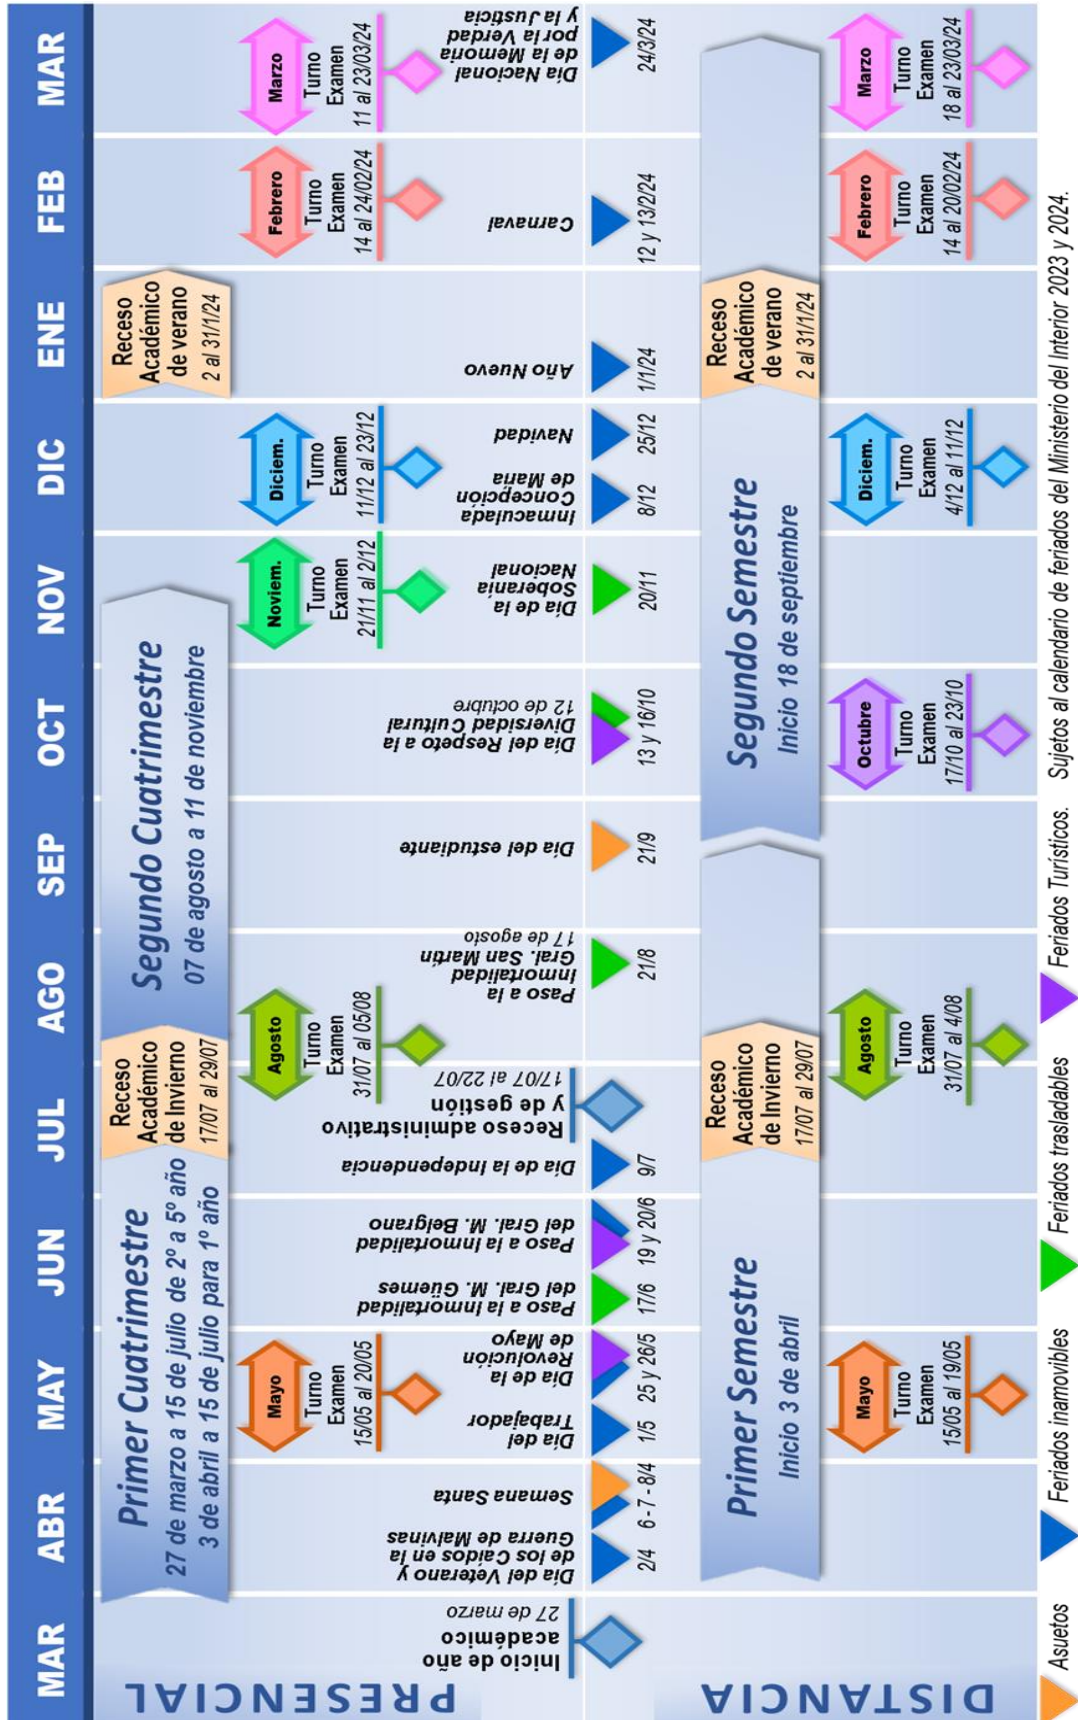 MAR ABR MAY JUN JUL AGO SEP OCT NOV DIC ENE FEB MAR
PRESENCIAL
Primer Cuatrimestre
27 de marzo a 15 de julio de 2º a 5º año
3 de abril a 15 de julio para 1º año
Receso
Académico
de Invierno
17/07 al 29/07
Segundo Cuatrimestre
07 de agosto a 11 de noviembre
Receso
Académico
de verano
2 al 31/1/24
Mayo
Turno
Examen
15/05 al 20/05
Agosto
Turno
Examen
31/07 al 05/08
Noviem.
Turno
Examen
21/11 al 2/12
Diciem.
Turno
Examen
11/12 al 23/12
Febrero
Turno
Examen
14 al 24/02/24
Marzo
Turno
Examen
11 al 23/03/24
Inicio de año
académico
27 de marzo
Día del Veterano y
de los Caídos en la
Guerra de Malvinas
2/4
Semana Santa
6 - 7 - 8/4
Día del
Trabajador
1/5
Día de la
Revolución
de Mayo
25 y 26/5
Paso a la Inmortalidad
del Gral. M. Güemes
17/6
Paso a la Inmortalidad
del Gral. M. Belgrano
19 y 20/6
Día de la Independencia
9/7
Receso administrativo
y de gestión
17/07 al 22/07
Paso a la
Inmortalidad
Gral. San Martín
17 de agosto
21/8
Día del estudiante
21/9
Día del Respeto a la
Diversidad Cultural
12 de octubre
13 y 16/10
Día de la
Soberanía
Nacional
20/11
Inmaculada
Concepción
de María
8/12
Navidad
25/12
Año Nuevo
1/1/24
Carnaval
12 y 13/2/24
Día Nacional
de la Memoria
por la Verdad
y la Justicia
24/3/24
DISTANCIA
Primer Semestre
Inicio 3 de abril
Receso
Académico
de Invierno
17/07 al 29/07
Segundo Semestre
Inicio 18 de septiembre
Receso
Académico
de verano
2 al 31/1/24
Mayo
Turno
Examen
15/05 al 19/05
Agosto
Turno
Examen
31/07 al 4/08
Octubre
Turno
Examen
17/10 al 23/10
Diciem.
Turno
Examen
4/12 al 11/12
Febrero
Turno
Examen
14 al 20/02/24
Marzo
Turno
Examen
18 al 23/03/24
Asuetos Feriados inamovibles Feriados trasladables Feriados Turísticos. Sujetos al calendario de feriados del Ministerio del Interior 2023 y 2024.